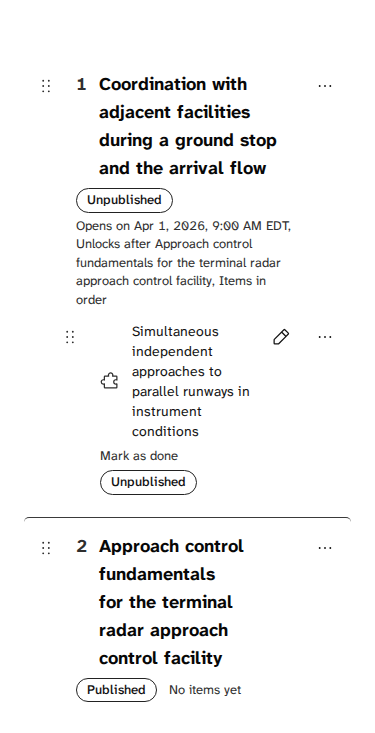 1 Coordination with
adjacent facilities
during a ground stop
and the arrival flow
Unpublished
Opens on Apr 1, 2026, 9:00 AM EDT,
Unlocks after Approach control
fundamentals for the terminal radar
approach control facility, Items in
order
Simultaneous
independent
approaches to
parallel runways in
instrument
conditions
Mark as done
Unpublished
2 Approach control
fundamentals
for the terminal
radar approach
control facility
Published No items yet